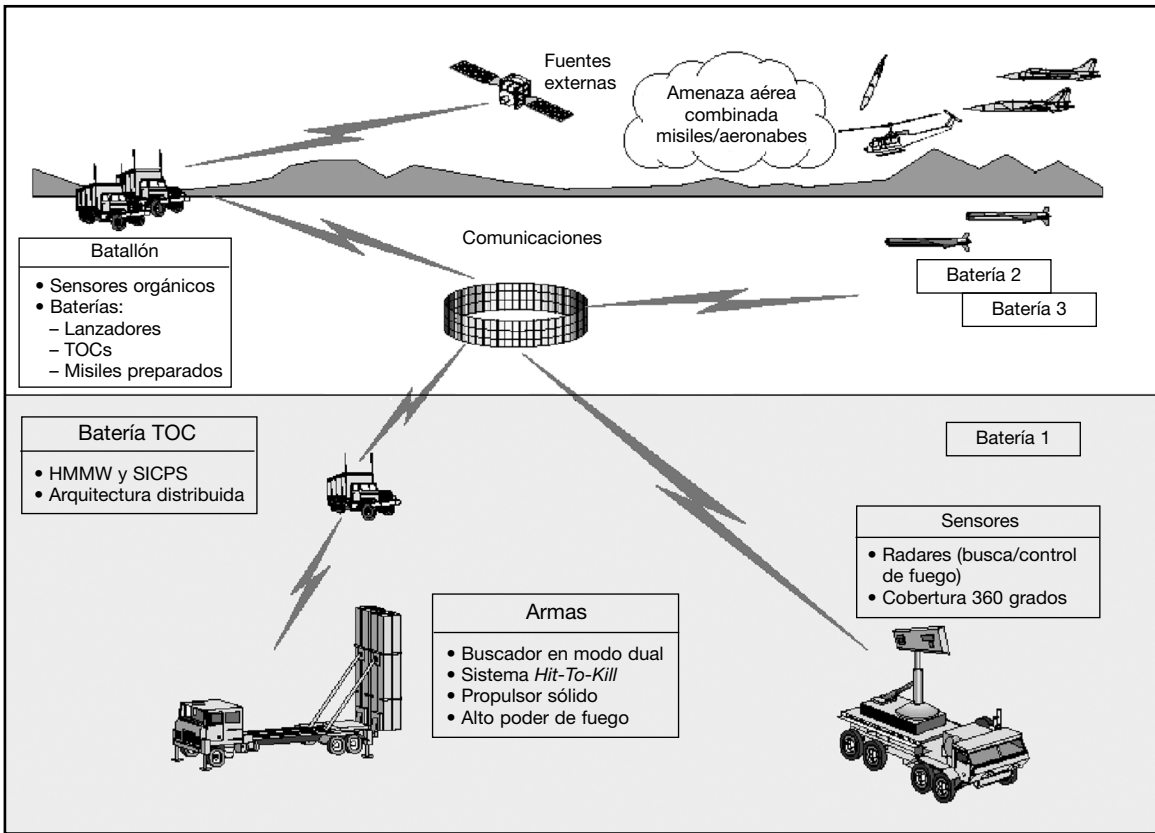 Fuentes
externas
Amenaza aérea
combinada
misiles/aeronabes
Batallón
• Sensores orgánicos
• Baterías:
– Lanzadores
– TOCs
– Misiles preparados
Comunicaciones
Batería 2
Batería 3
Batería TOC
• HMMW y SICPS
• Arquitectura distribuida
Batería 1
Sensores
• Radares (busca/control
de fuego)
• Cobertura 360 grados
Armas
• Buscador en modo dual
• Sistema Hit-To-Kill
• Propulsor sólido
• Alto poder de fuego